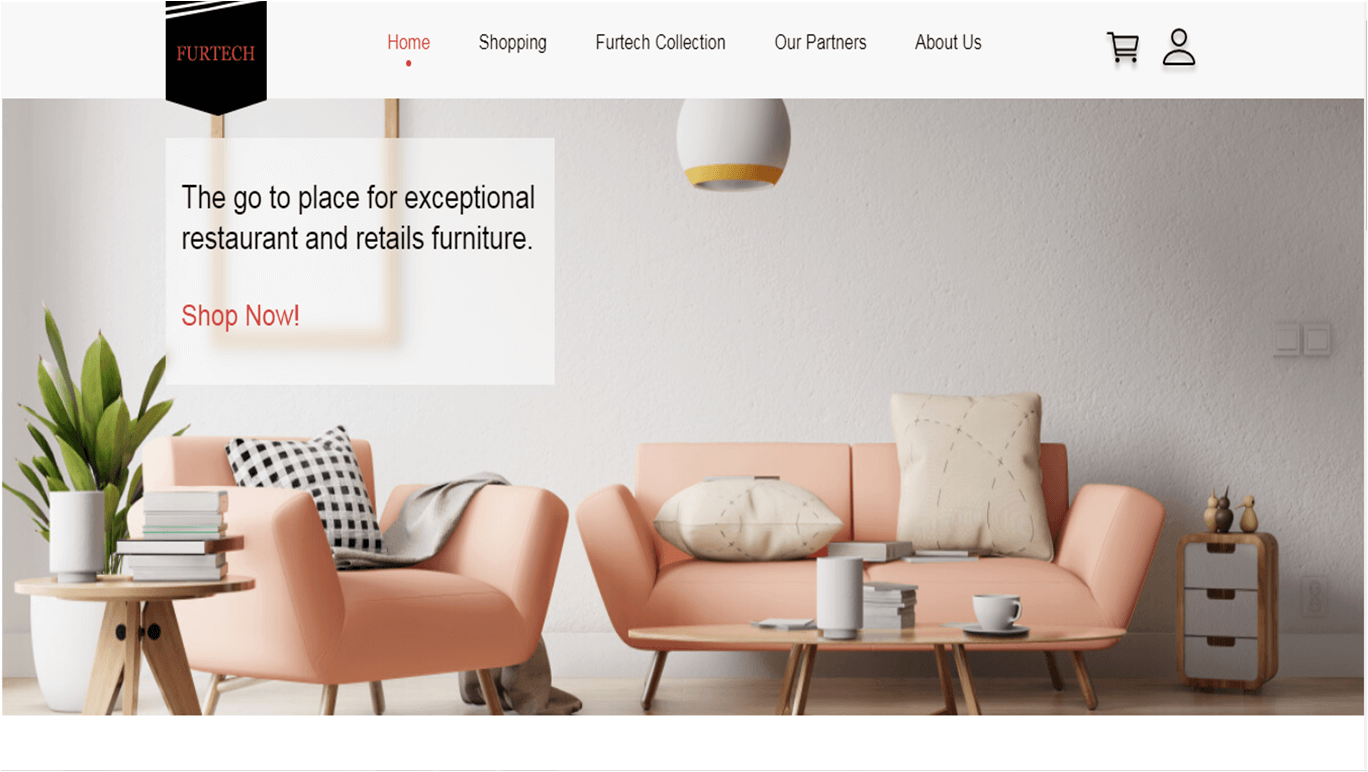 FURTECH
Home
Shopping
Furtech Collection
Our Partners
About Us
The go to place for exceptional
restaurant and retails furniture.
Shop Now!